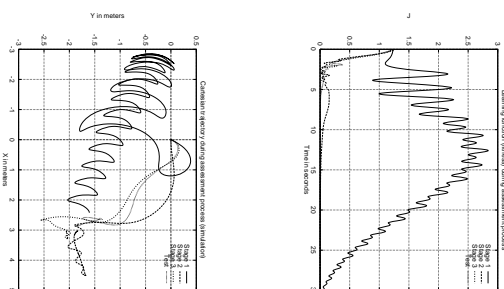 Cartesian trajectory during assessment process (simulation)
Y in meters
0.5
0
-0.5
-1
-1.5
-2
-2.5
-3
-2
-1
0
1
2
3
4
X in meters
Stage 1
Stage 2
Stage 3
Test
J
3
2.5
2
1.5
1
0.5
0
0
5
10
15
20
25
Time in seconds
Stage 1
Stage 2
Stage 3
Test